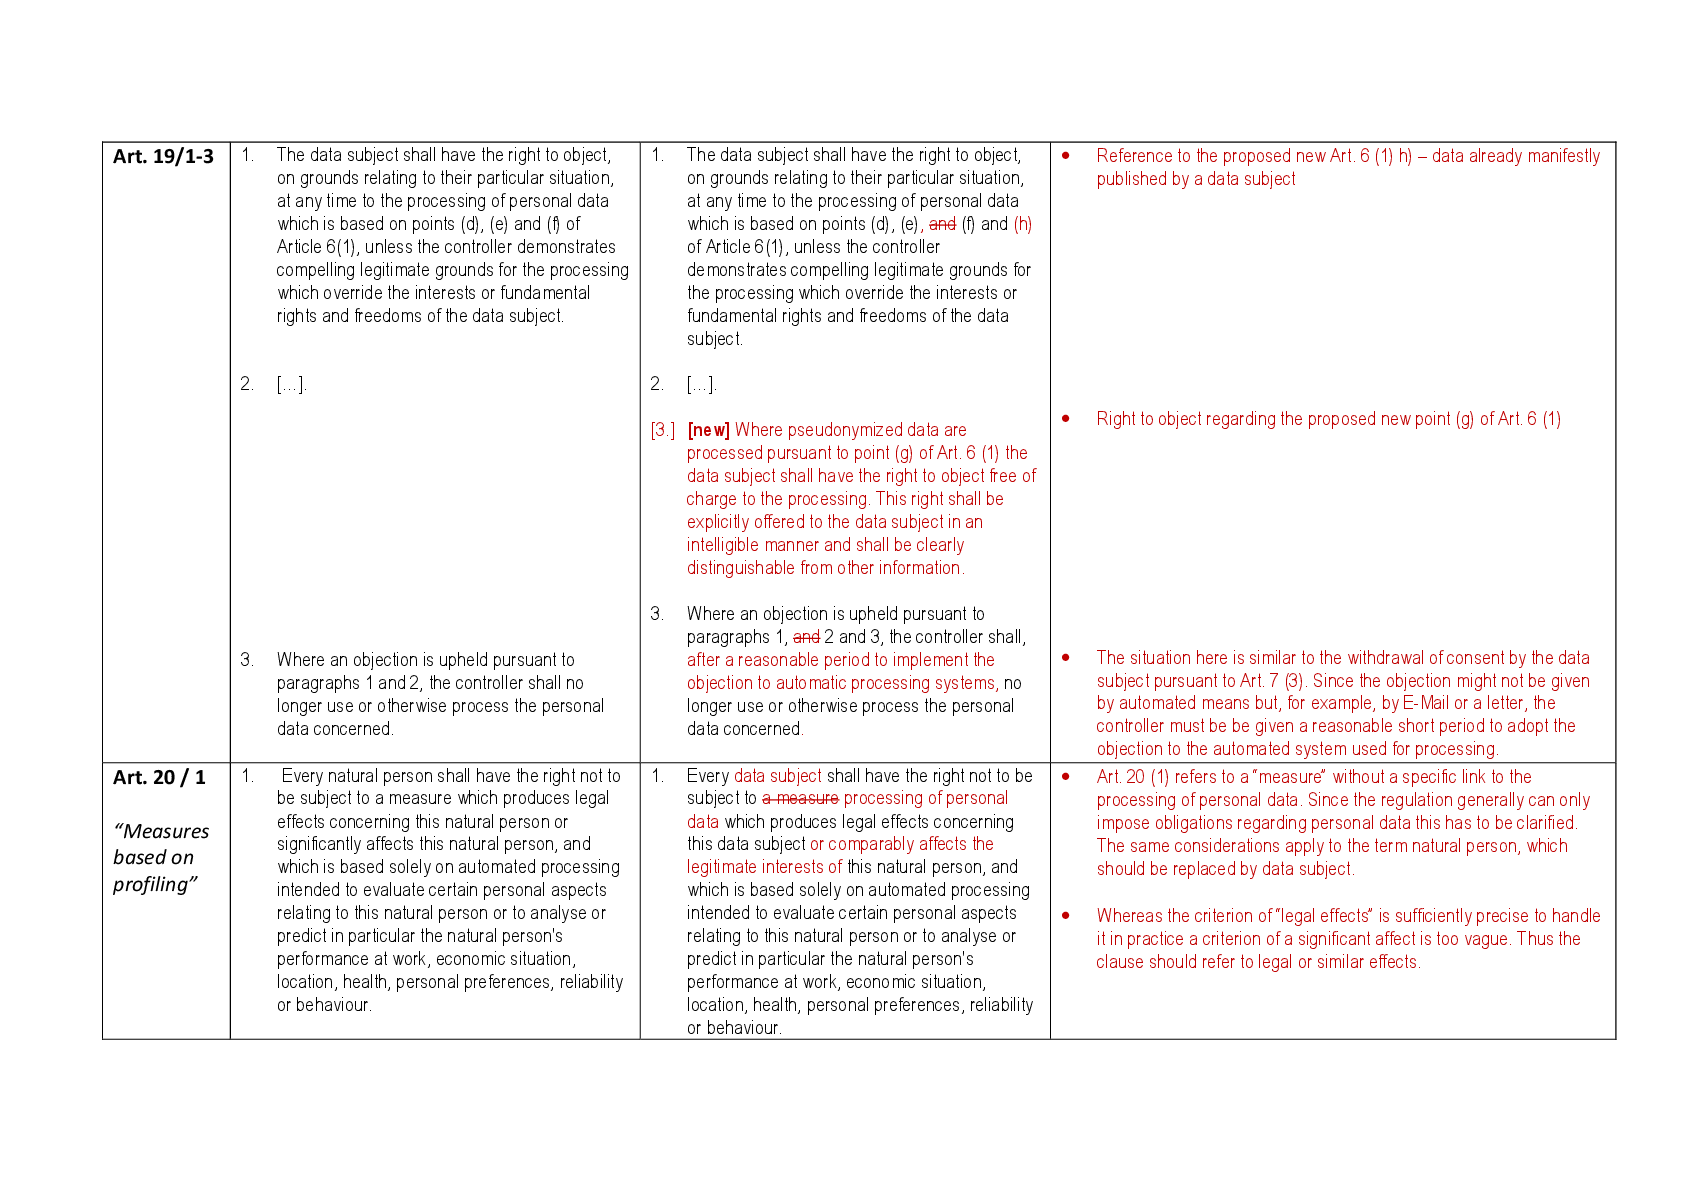 Art. 19/1-3
1. The data subject shall have the right to object,
on grounds relating to their particular situation,
at any time to the processing of personal data
which is based on points (d), (e) and (f) of
Article 6(1), unless the controller demonstrates
compelling legitimate grounds for the processing
which override the interests or fundamental
rights and freedoms of the data subject.
2. […].
3. Where an objection is upheld pursuant to
paragraphs 1 and 2, the controller shall no
longer use or otherwise process the personal
data concerned.
1. The data subject shall have the right to object,
on grounds relating to their particular situation,
at any time to the processing of personal data
which is based on points (d), (e), and (f) and (h)
of Article 6(1), unless the controller
demonstrates compelling legitimate grounds for
the processing which override the interests or
fundamental rights and freedoms of the data
subject.
2. […].
[3.] [new] Where pseudonymized data are
processed pursuant to point (g) of Art. 6 (1) the
data subject shall have the right to object free of
charge to the processing. This right shall be
explicitly offered to the data subject in an
intelligible manner and shall be clearly
distinguishable from other information.
3. Where an objection is upheld pursuant to
paragraphs 1, and 2 and 3, the controller shall,
after a reasonable period to implement the
objection to automatic processing systems, no
longer use or otherwise process the personal
data concerned.
• Reference to the proposed new Art. 6 (1) h) – data already manifestly
published by a data subject
• Right to object regarding the proposed new point (g) of Art. 6 (1)
• The situation here is similar to the withdrawal of consent by the data
subject pursuant to Art. 7 (3). Since the objection might not be given
by automated means but, for example, by E-Mail or a letter, the
controller must be be given a reasonable short period to adopt the
objection to the automated system used for processing.
Art. 20 / 1
“Measures
based on
profiling”
1. Every natural person shall have the right not to
be subject to a measure which produces legal
effects concerning this natural person or
significantly affects this natural person, and
which is based solely on automated processing
intended to evaluate certain personal aspects
relating to this natural person or to analyse or
predict in particular the natural person's
performance at work, economic situation,
location, health, personal preferences, reliability
or behaviour.
1. Every data subject shall have the right not to be
subject to a measure processing of personal
data which produces legal effects concerning
this data subject or comparably affects the
legitimate interests of this natural person, and
which is based solely on automated processing
intended to evaluate certain personal aspects
relating to this natural person or to analyse or
predict in particular the natural person's
performance at work, economic situation,
location, health, personal preferences, reliability
or behaviour.
• Art. 20 (1) refers to a “measure” without a specific link to the
processing of personal data. Since the regulation generally can only
impose obligations regarding personal data this has to be clarified.
The same considerations apply to the term natural person, which
should be replaced by data subject.
• Whereas the criterion of “legal effects” is sufficiently precise to handle
it in practice a criterion of a significant affect is too vague. Thus the
clause should refer to legal or similar effects.